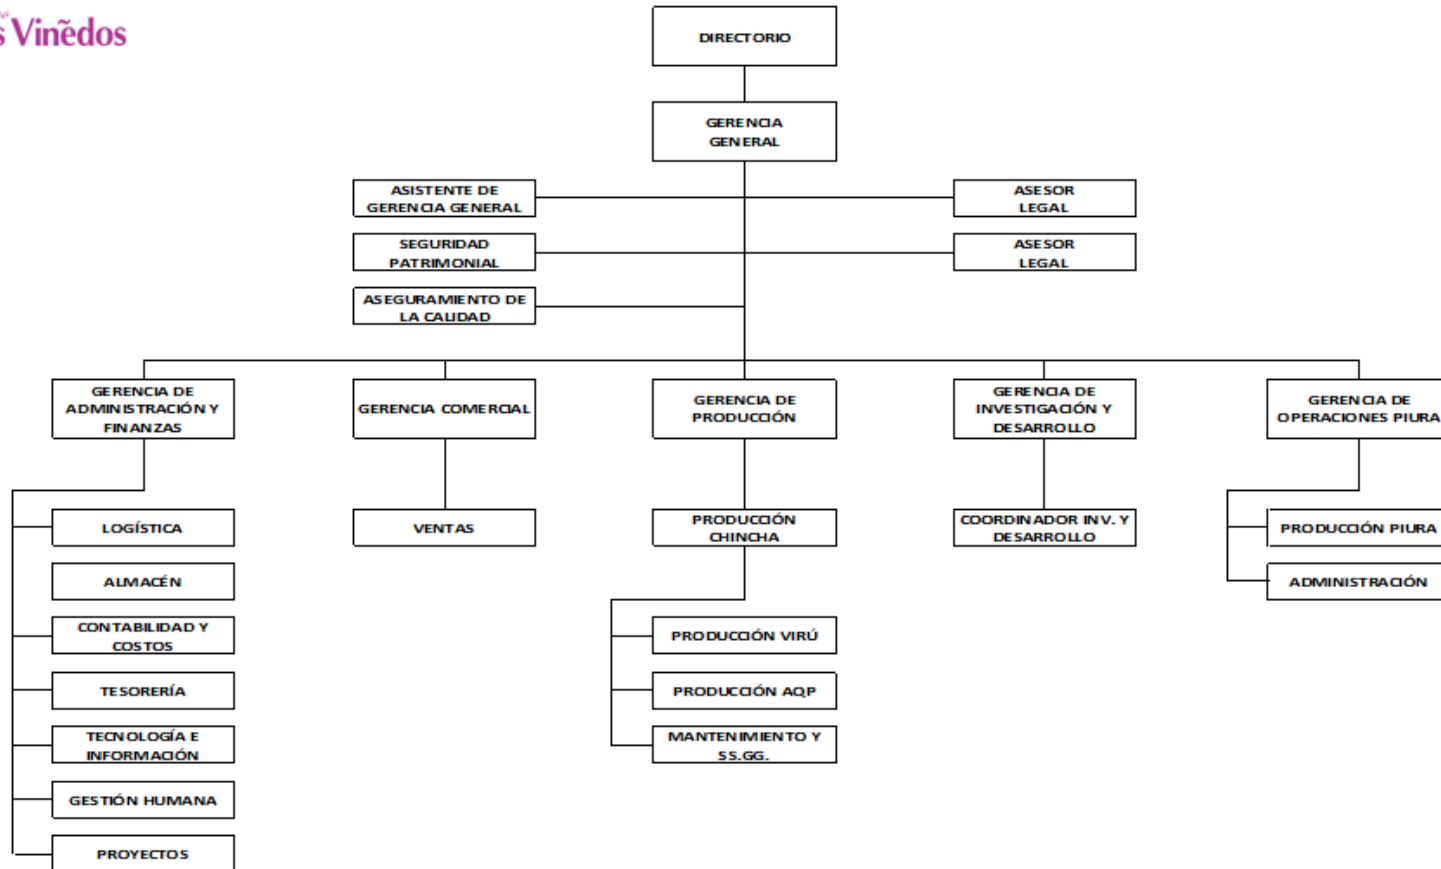 Viñedos
DIRECTORIO
GERENCIA
GENERAL
ASISTENTE DE
GERENCIA GENERAL
ASESOR
LEGAL
SEGURIDAD
PATRIMONIAL
ASESOR
LEGAL
ASEGURAMIENTO DE
LA CALIDAD
GERENCIA DE
ADMINISTRACIÓN Y
FINANZAS
GERENCIA COMERCIAL
GERENCIA DE
PRODUCCIÓN
GERENCIA DE
INVESTIGACIÓN Y
DESARROLLO
GERENCIA DE
OPERACIONES PIURA
LOGÍSTICA
VENTAS
PRODUCCIÓN
CHINCHA
COORDINADOR INV. Y
DESARROLLO
PRODUCCIÓN PIURA
ALMACÉN
ADMINISTRACIÓN
CONTABILIDAD Y
COSTOS
PRODUCCIÓN VIRÚ
TESORERÍA
PRODUCCIÓN AQP
TECNOLOGÍA E
INFORMACIÓN
MANTENIMIENTO Y
SS.GG.
GESTIÓN HUMANA
PROYECTOS